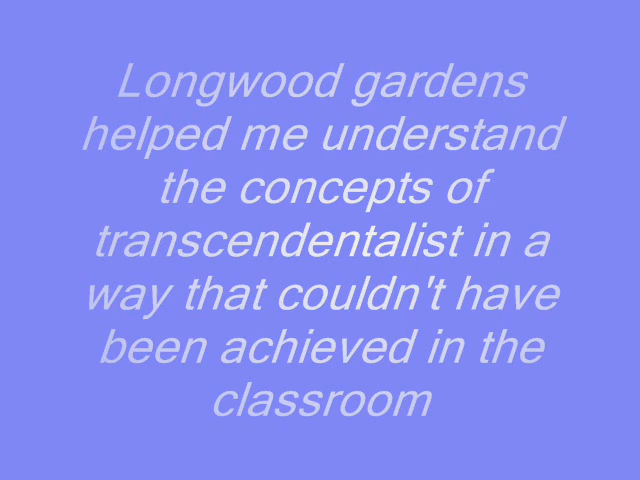 Longwood gardens
helped me understand
the concepts of
transcendentalist in a
way that couldn't have
been achieved in the
classroom